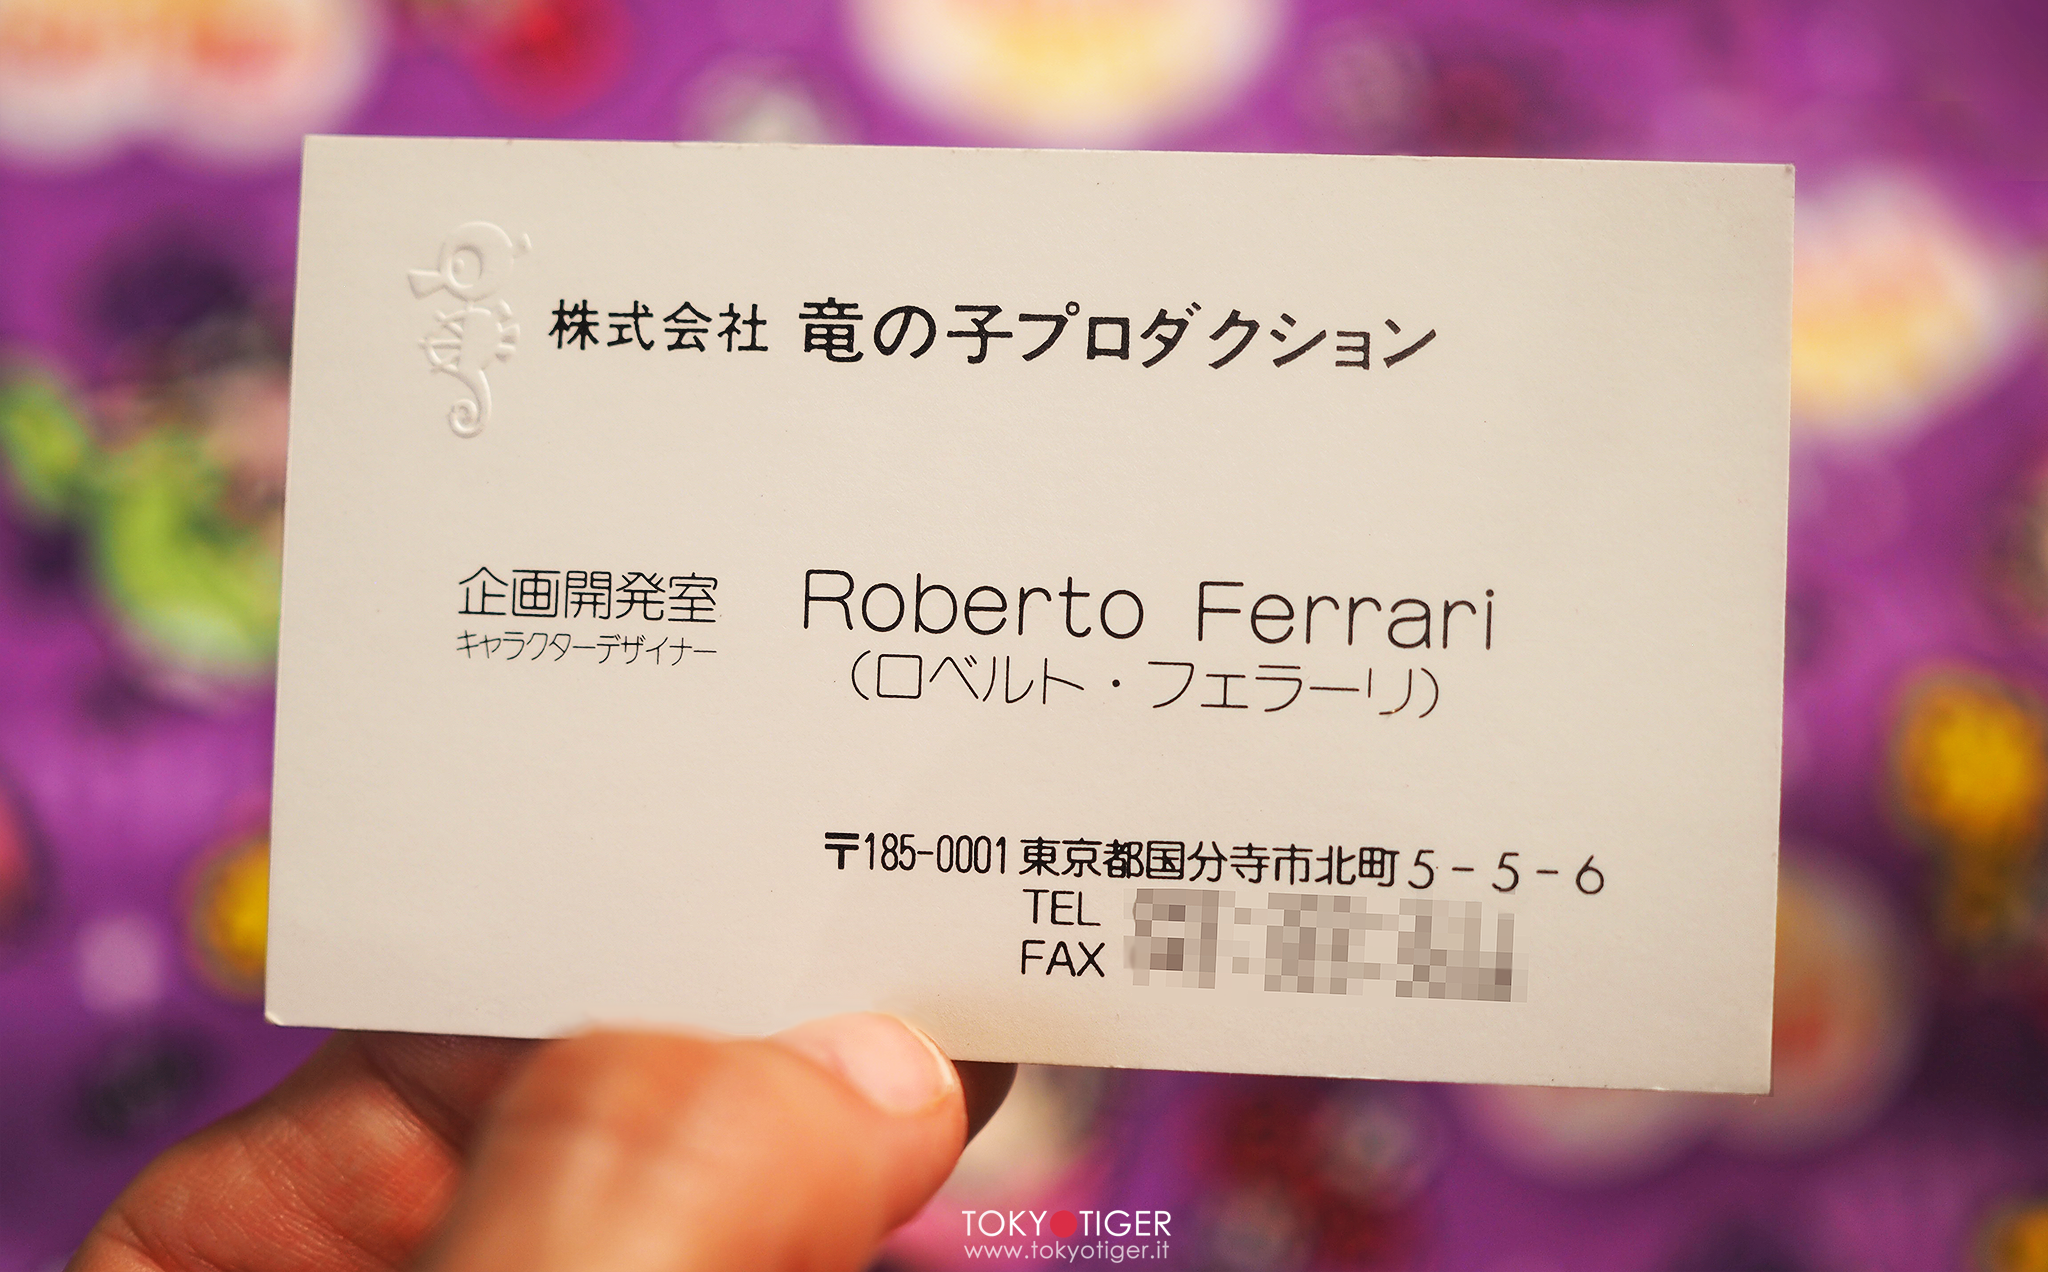 株式会社 竜の子プロダクション
企画開発室 Roberto Ferrari
キャラクターデザイナー (ロベルト・フェラーリ)
〒185-0001 東京都国分寺市北町5-5-6
TEL
FAX
TOKYOTIGER
www.tokyotiger.it